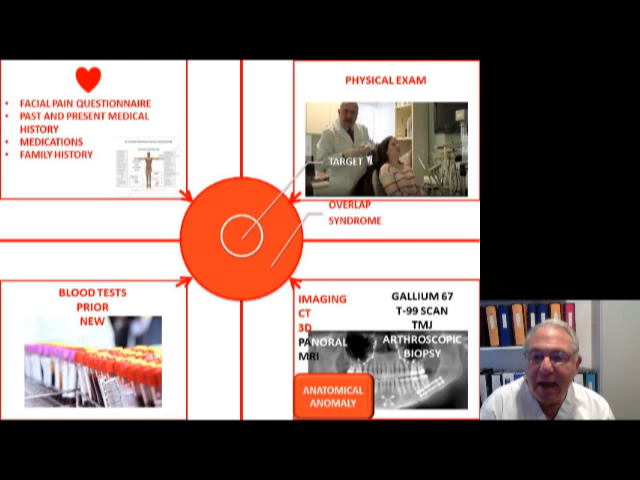 FACIAL PAIN QUESTIONNAIRE
PAST AND PRESENT MEDICAL
HISTORY
MEDICATIONS
FAMILY HISTORY
PHYSICAL EXAM
TARGET
OVERLAP
SYNDROME
BLOOD TESTS
PRIOR
NEW
IMAGING
CT
3D
PANORAL
MRI
GALLIUM 67
T-99 SCAN
TMJ
ARTHROSCOPIC
BIOPSY
ANATOMICAL
ANOMALY